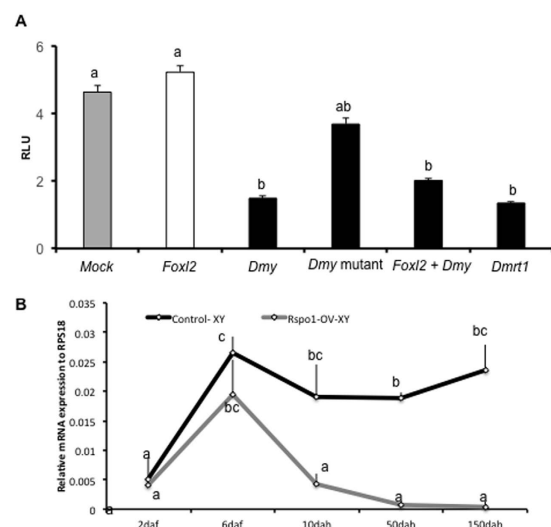 A
6
4
2
0
RLU
a
a
b
ab
b
b
Mock
Foxl2
Dmy
Dmy mutant
Foxl2 + Dmy
Dmrt1
B
Relative mRNA expression to RPS18
0.035
0.03
0.025
0.02
0.015
0.01
0.005
a
Control- XY
Rspo1-OV-XY
a
a
c
bc
bc
a
b
a
bc
a
2daf
6daf
10dah
50dah
150dah